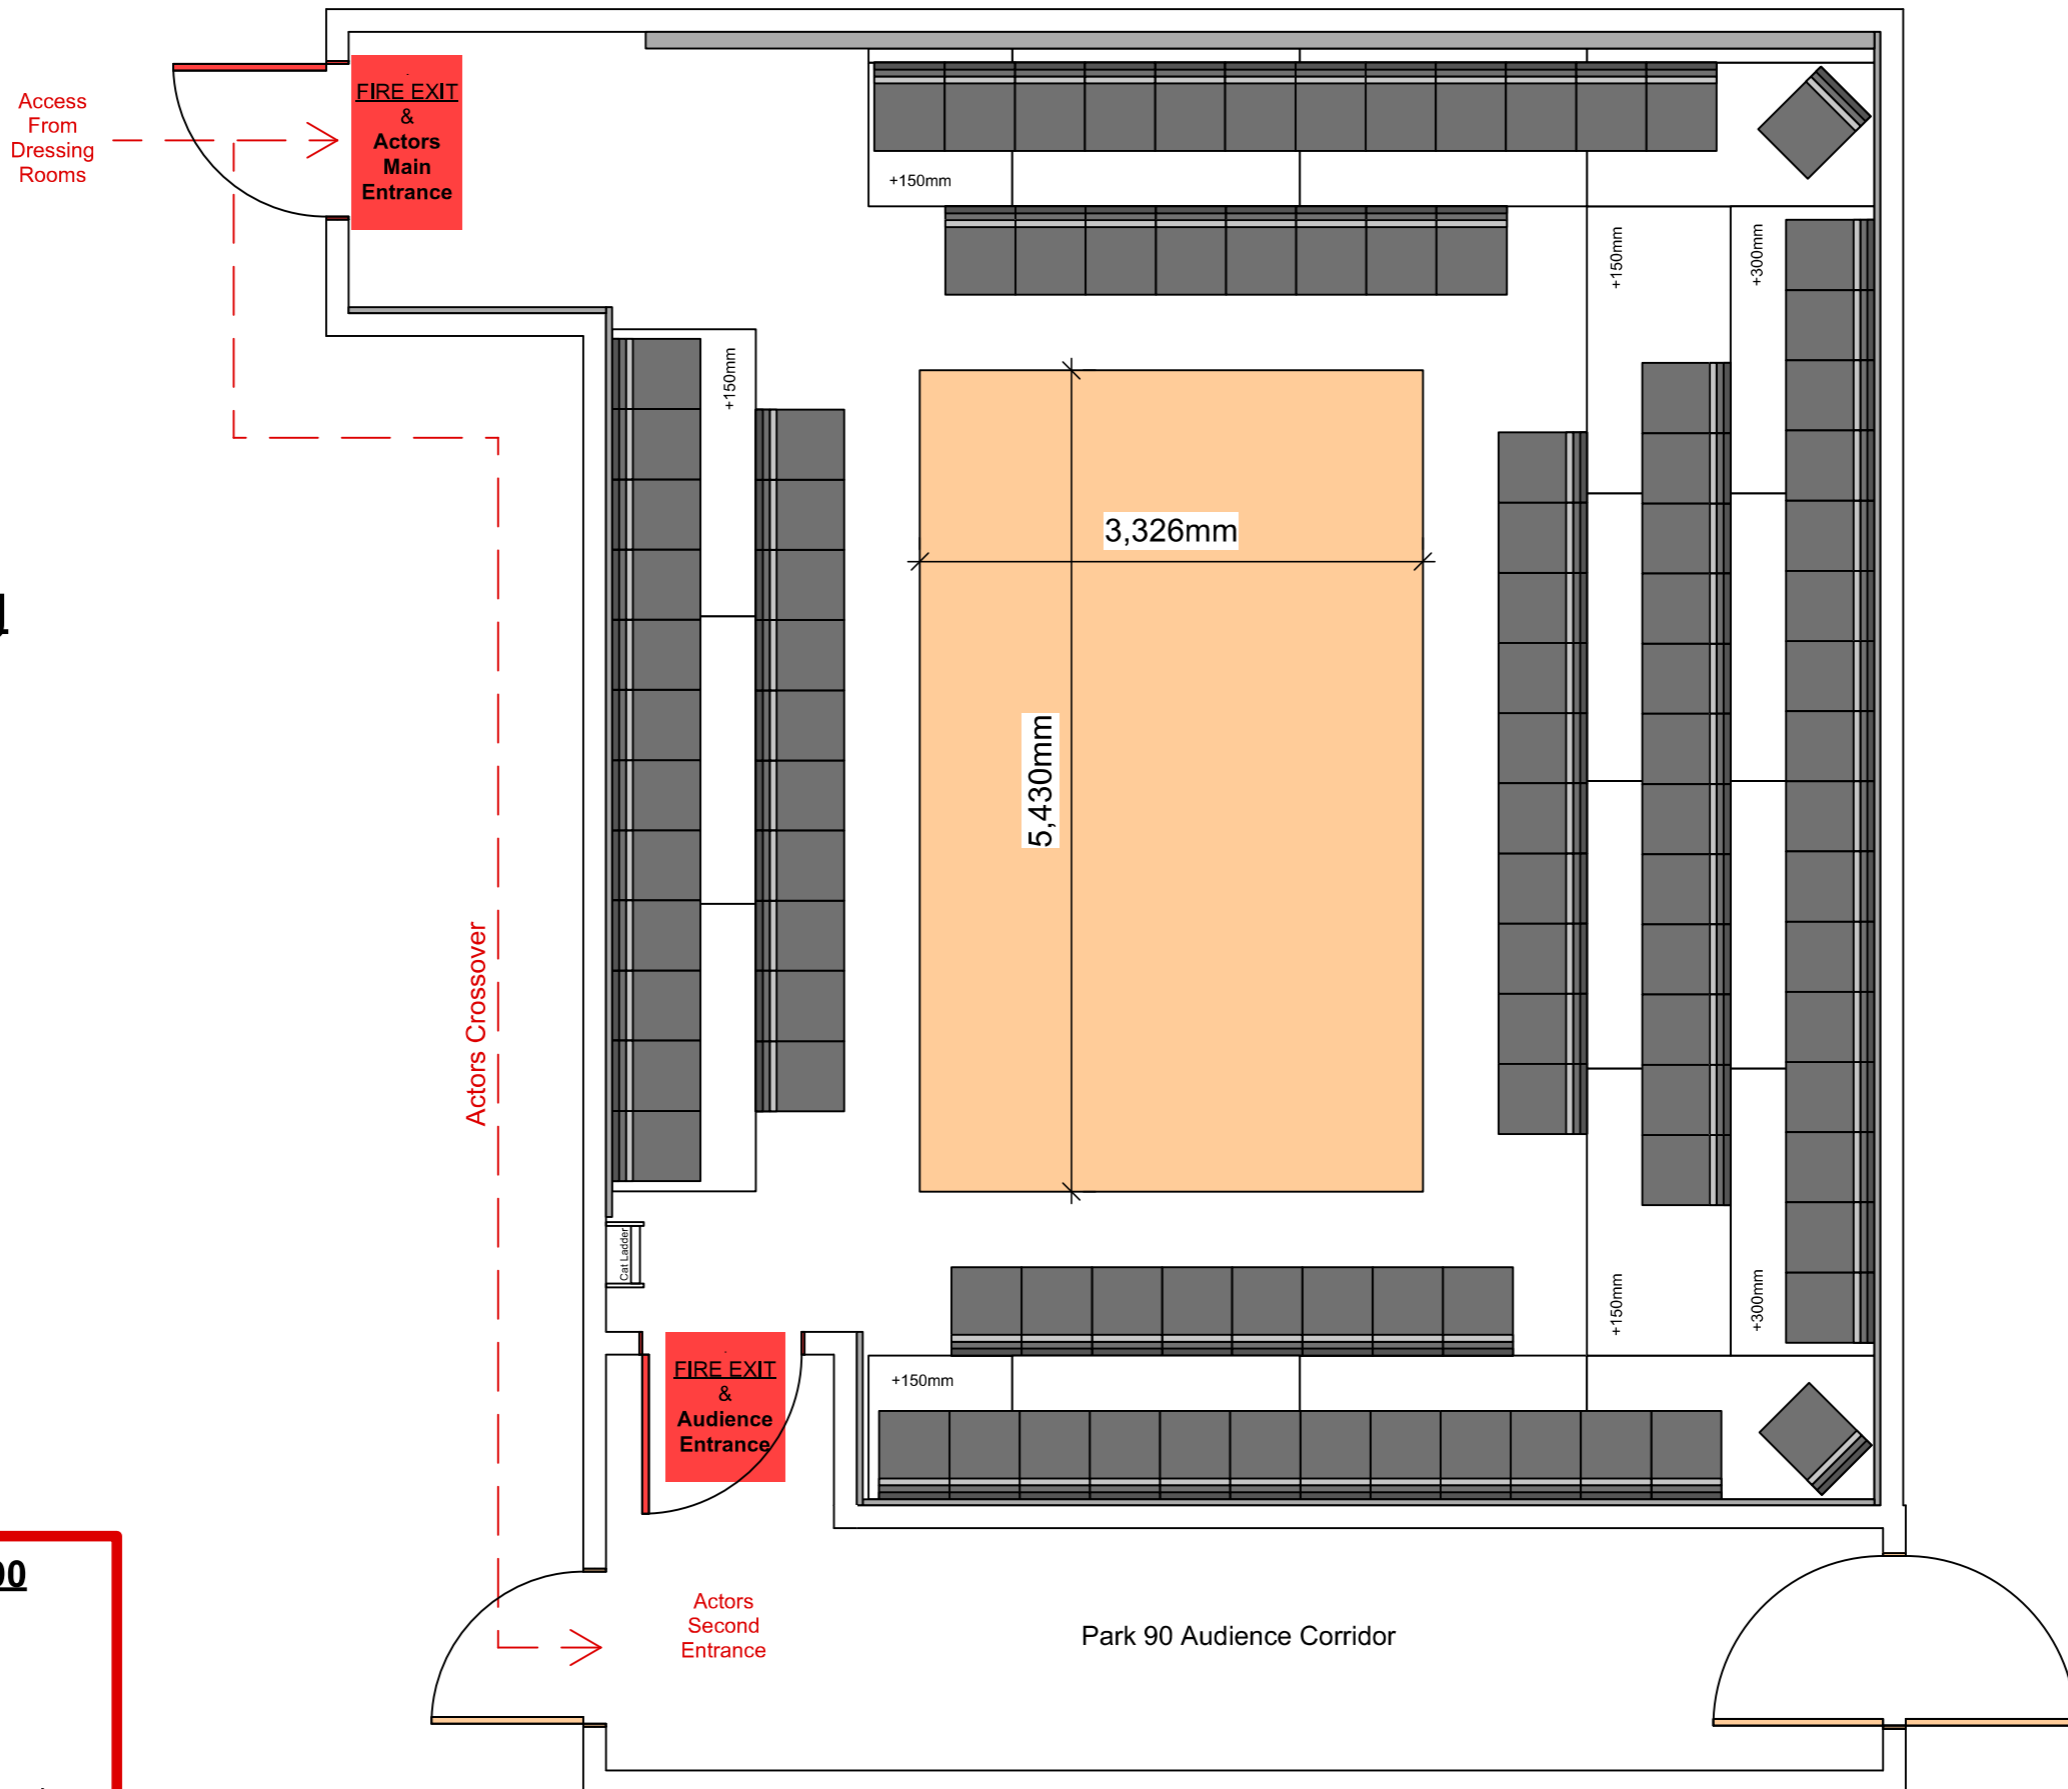 FIRE EXIT
&
Actors
Main
Entrance
Access
From
Dressing
Rooms
+150mm
+150mm
+300mm
+150mm
3,326mm
5,430mm
Actors Crossover
Cat Ladder
+150mm
+300mm
FIRE EXIT
&
Audience
Entrance
+150mm
Actors
Second
Entrance
Park 90 Audience Corridor